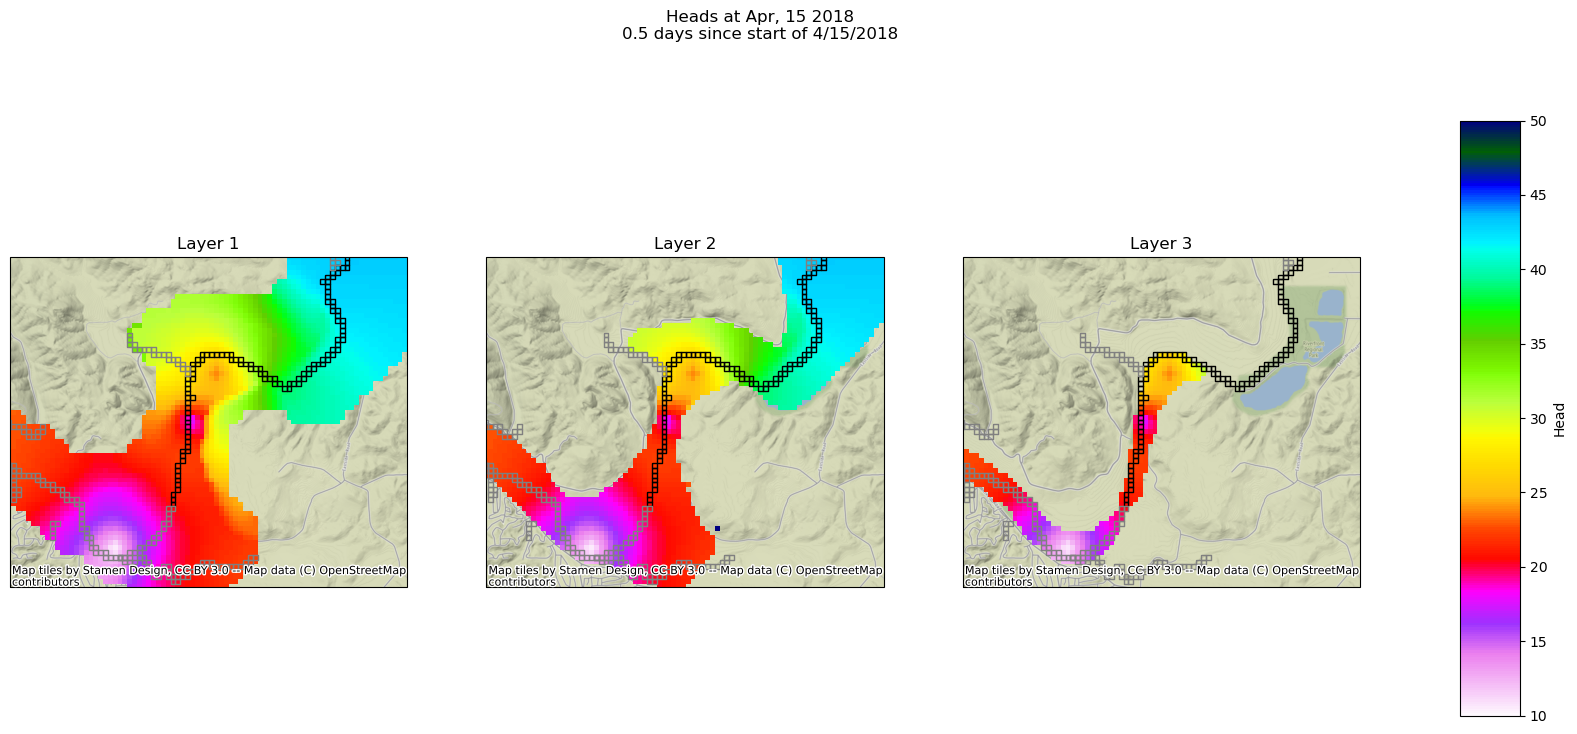 Heads at Apr, 15 2018
0.5 days since start of 4/15/2018
Layer 1
Map tiles by Stamen Design, CC BY 3.0 -- Map data (C) OpenStreetMap
contributors
Layer 2
Map tiles by Stamen Design, CC BY 3.0 -- Map data (C) OpenStreetMap
contributors
Layer 3
Map tiles by Stamen Design, CC BY 3.0 -- Map data (C) OpenStreetMap
contributors
50
45
40
35
30
25
20
15
10
Head